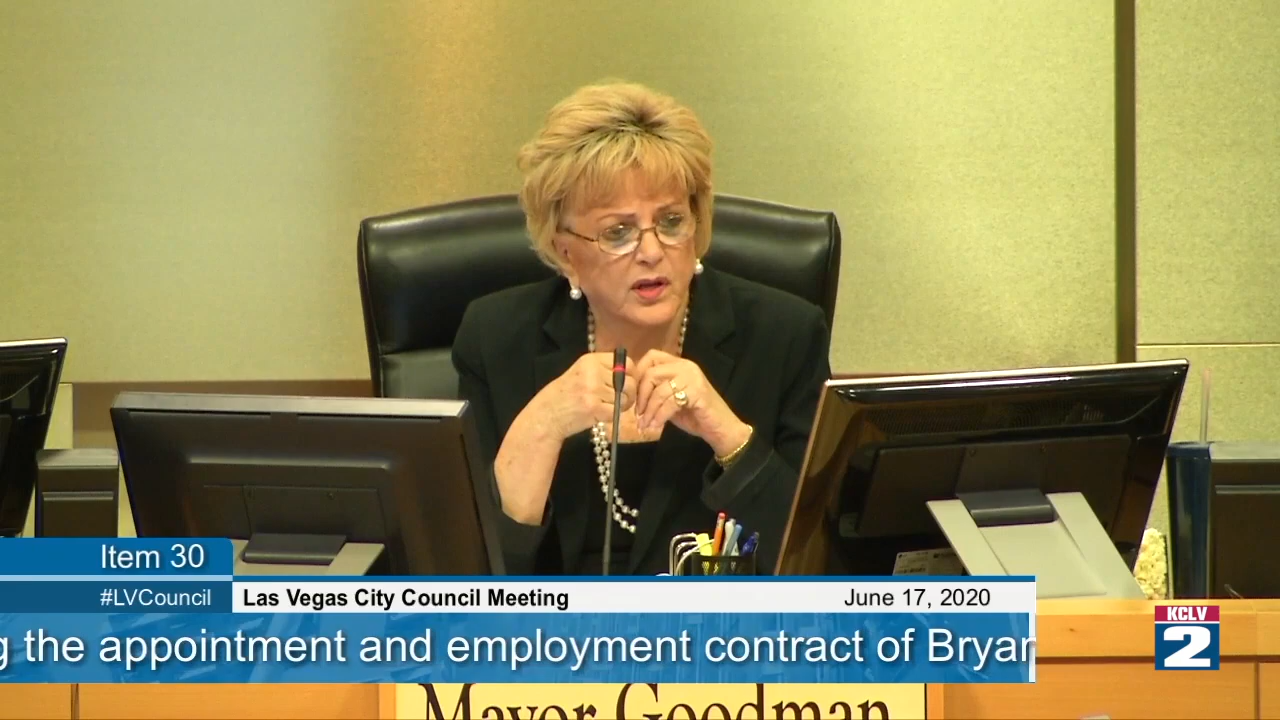 Item 30
#LVCouncil
Las Vegas City Council Meeting
June 17, 2020
the appointment and employment contract of Bryan
KCLV
2
Mayor Goodman